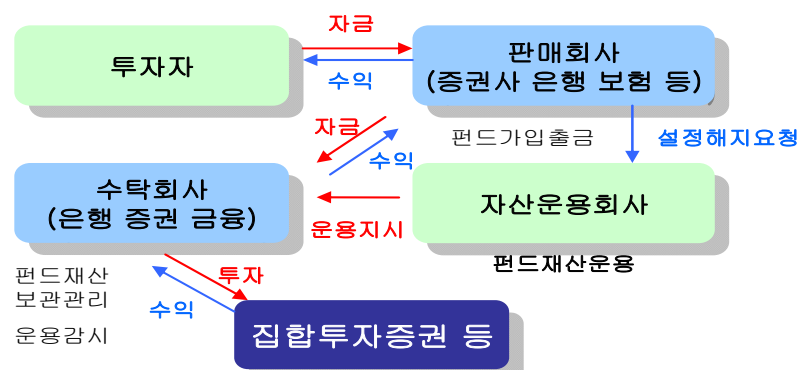 자금
투자자
판매회사
(증권사 은행 보험 등)
수익
자금
펀드가입출금
설정해지요청
수익
수탁회사
(은행 증권 금융)
자산운용회사
운용지시
펀드재산운용
펀드재산
보관관리
투자
수익
운용감시
집합투자증권 등